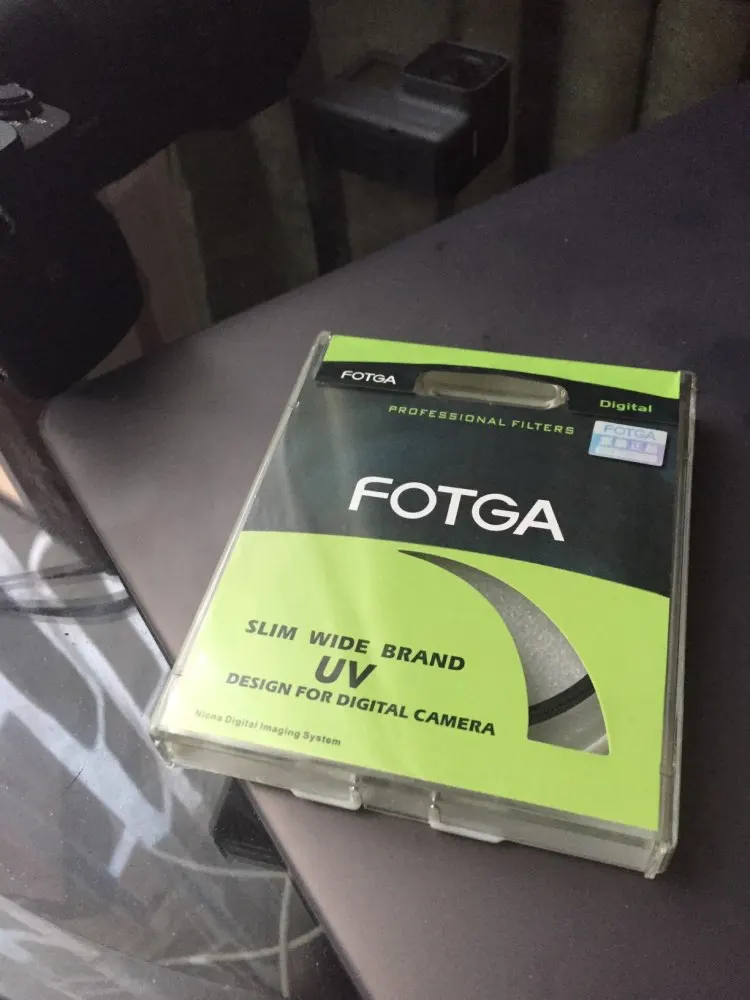 FOTGA
Digital
PROFESSIONAL FILTERS
FOTGA
FOTGA
SLIM WIDE BRAND
UV
DESIGN FOR DIGITAL CAMERA
Nicna Digital Imaging System